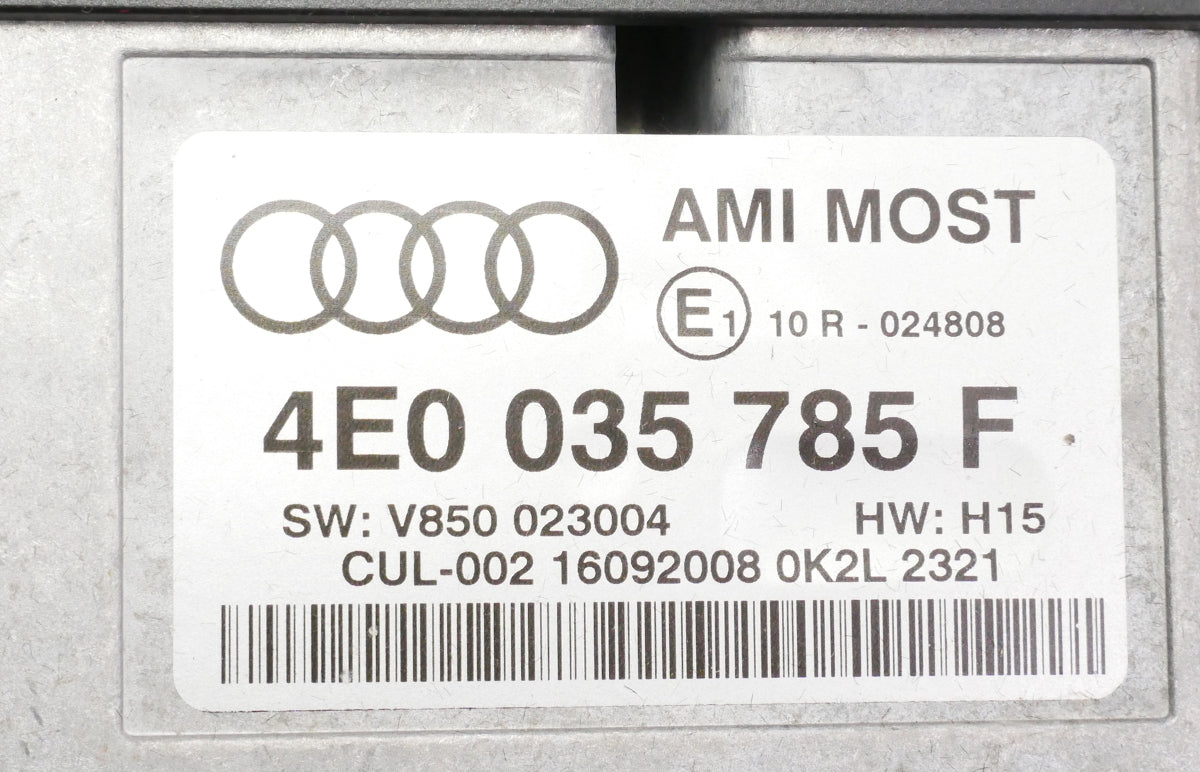 AMI MOST
E1 10 R - 024808
4E0 035 785 F
SW: V850 023004 HW: H15
CUL-002 16092008 0K2L 2321